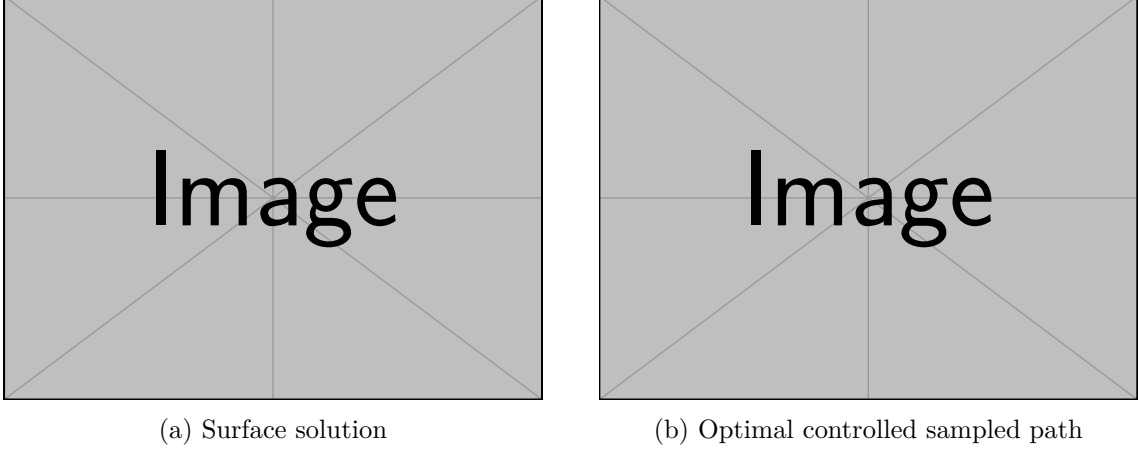 Image Image
(a) Surface solution (b) Optimal controlled sampled path